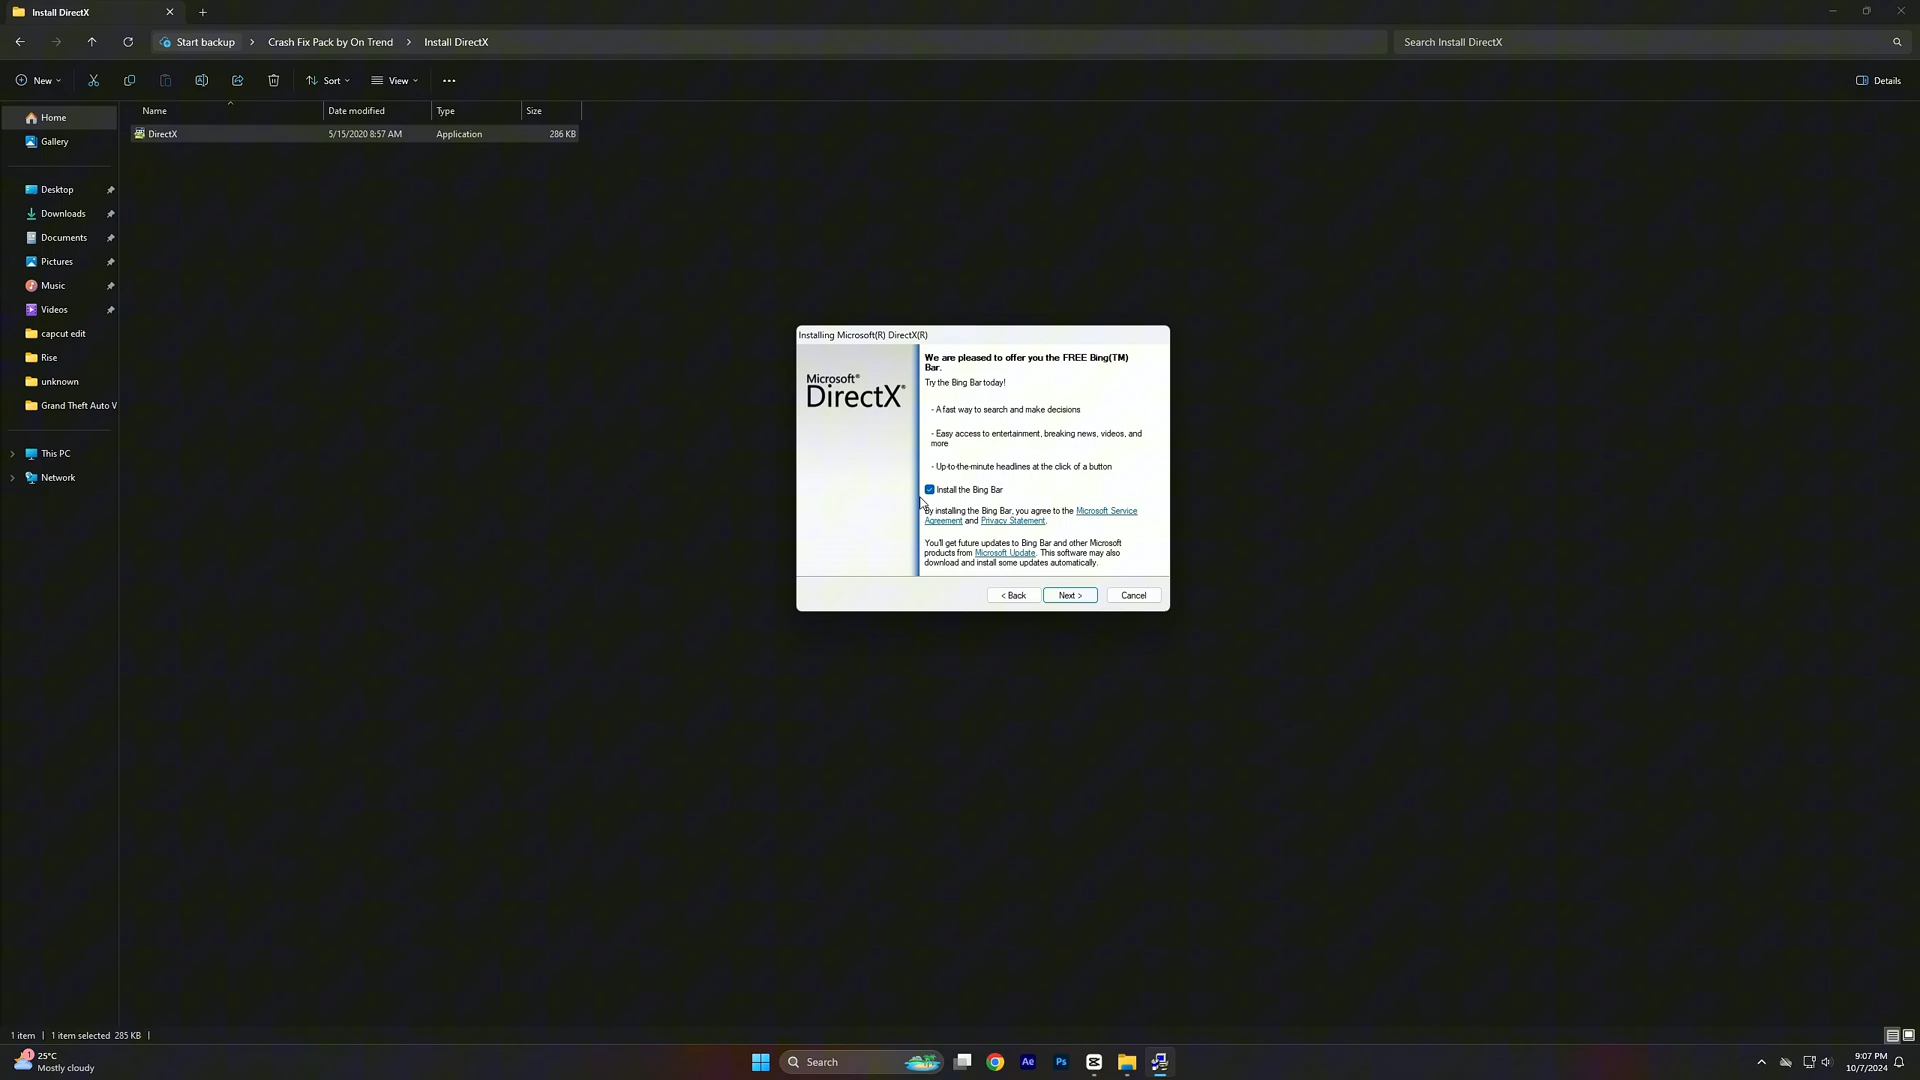 Install DirectX
Start backup
Crash Fix Pack by On Trend
Install DirectX
Search Install DirectX
New
Sort
View
Details
Name
Date modified
Type
Size
DirectX
5/15/2020 8:57 AM
Application
286 KB
Home
Gallery
Desktop
Downloads
Documents
Pictures
Music
Videos
capcut edit
Rise
unknown
Grand Theft Auto V
This PC
Network
Installing Microsoft(R) DirectX(R)
Microsoft®
DirectX®
We are pleased to offer you the FREE Bing(TM)
Bar.
Try the Bing Bar today!
- A fast way to search and make decisions
- Easy access to entertainment, breaking news, videos, and
more
- Up-to-the-minute headlines at the click of a button
Install the Bing Bar
By installing the Bing Bar, you agree to the Microsoft Service
Agreement and Privacy Statement.
You'll get future updates to Bing Bar and other Microsoft
products from Microsoft Update. This software may also
download and install some updates automatically.
< Back
Next >
Cancel
1 item
1 item selected 285 KB
1
25°C
Mostly cloudy
Search
Ae
Ps
9:07 PM
10/7/2024